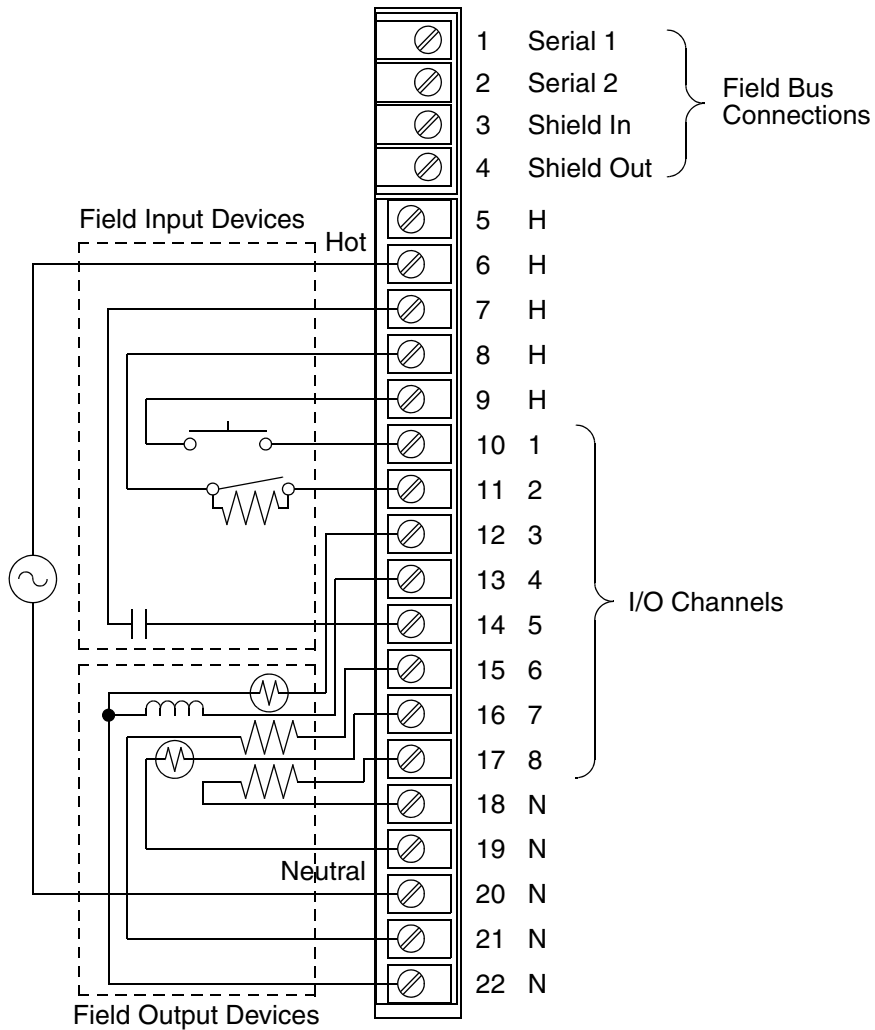 1 Serial 1
2 Serial 2
3 Shield In
4 Shield Out
Field Bus
Connections
Field Input Devices
Hot
5 H
6 H
7 H
8 H
9 H
10 1
11 2
12 3
13 4
14 5
15 6
16 7
17 8
I/O Channels
18 N
19 N
Neutral
20 N
21 N
22 N
Field Output Devices